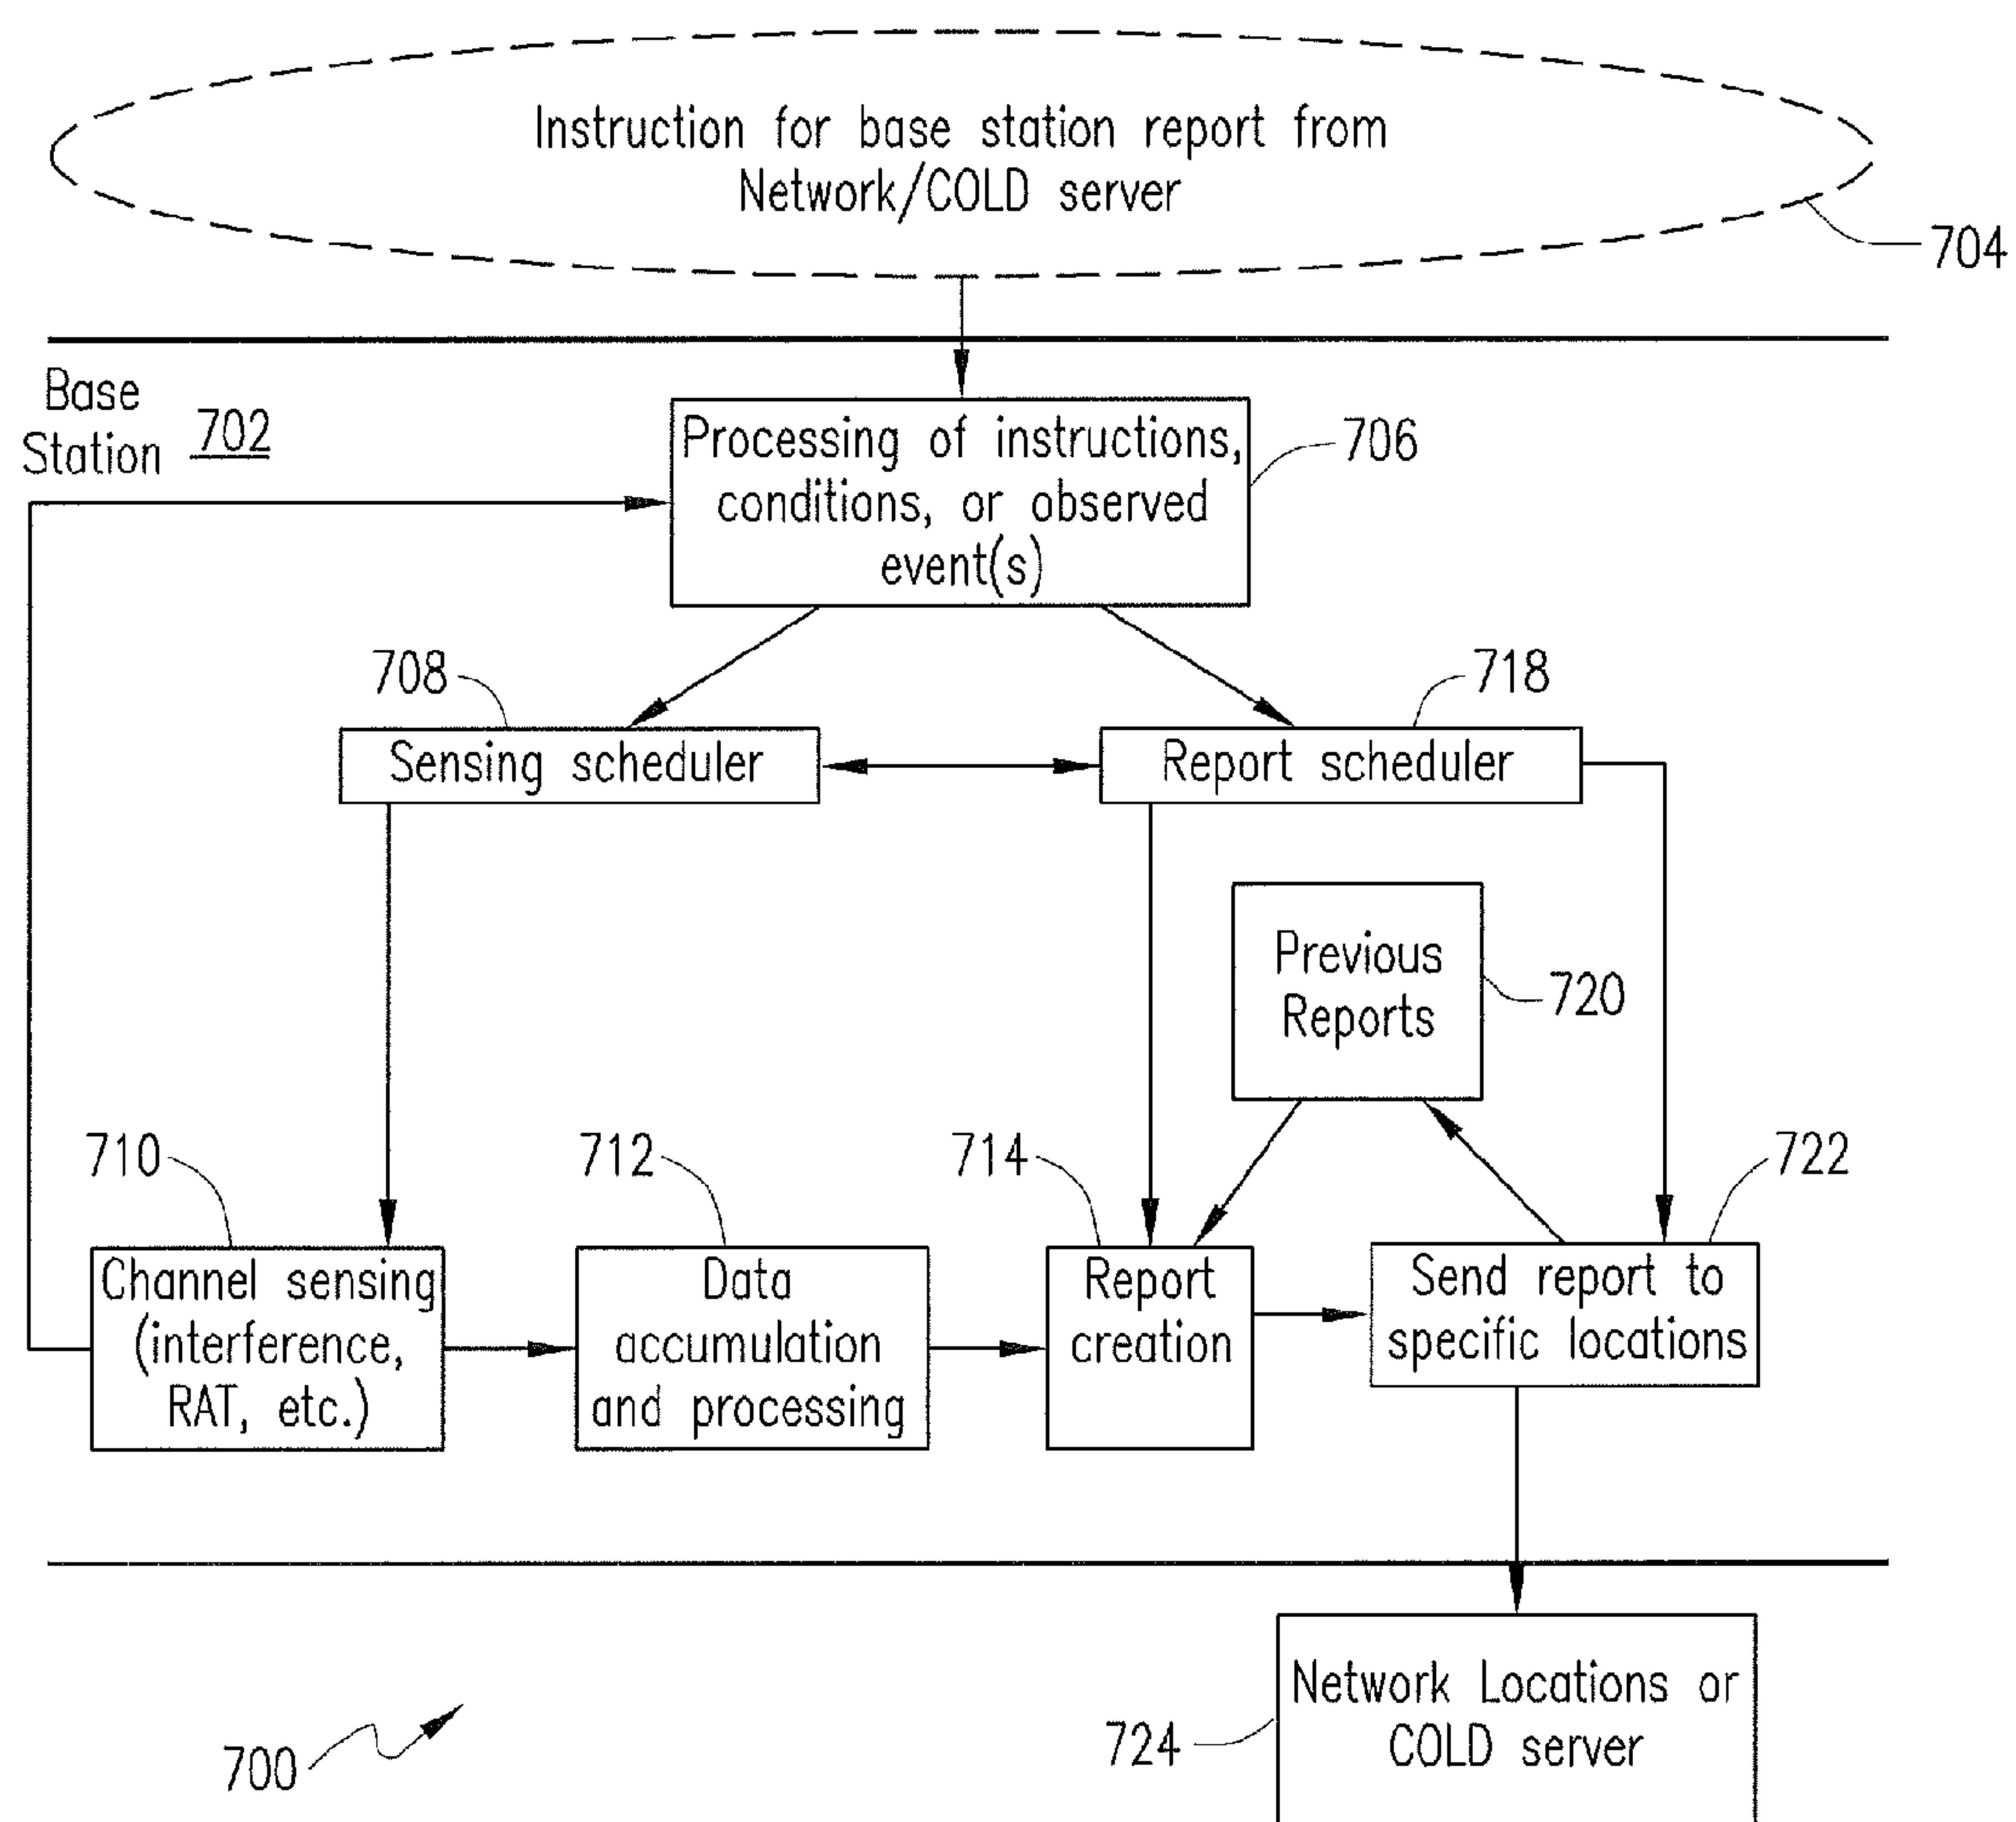 Instruction for base station report from
Network/COLD server
704
Base
Station 702
Processing of instructions,
conditions, or observed
event(s)
706
708
718
Sensing scheduler
Report scheduler
Previous
Reports
720
710
712
714
722
Channel sensing
(interference,
RAT, etc.)
Data
accumulation
and processing
Report
creation
Send report to
specific locations
Network Locations or
COLD server
724
700